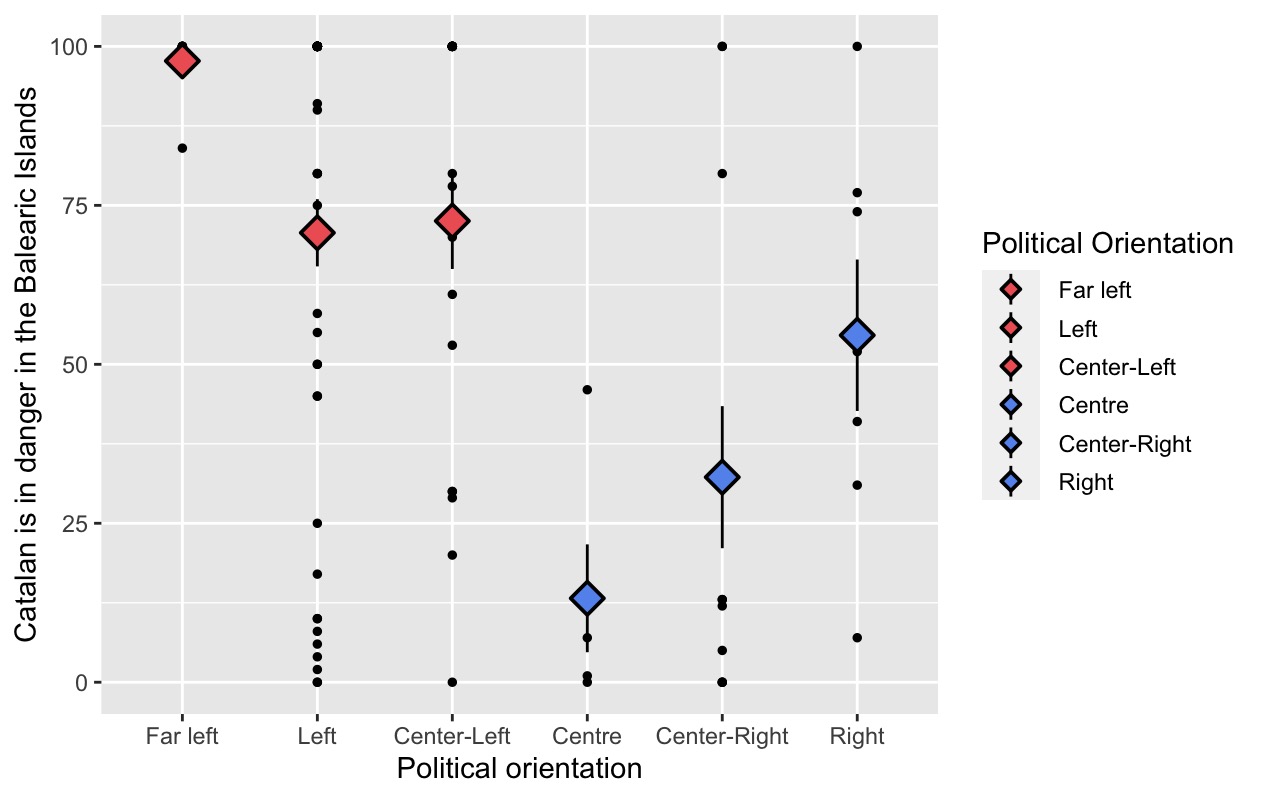 Catalan is in danger in the Balearic Islands
100
75
50
25
0
Far left
Left
Center-Left
Centre
Center-Right
Right
Political orientation
Political Orientation
Far left
Left
Center-Left
Centre
Center-Right
Right